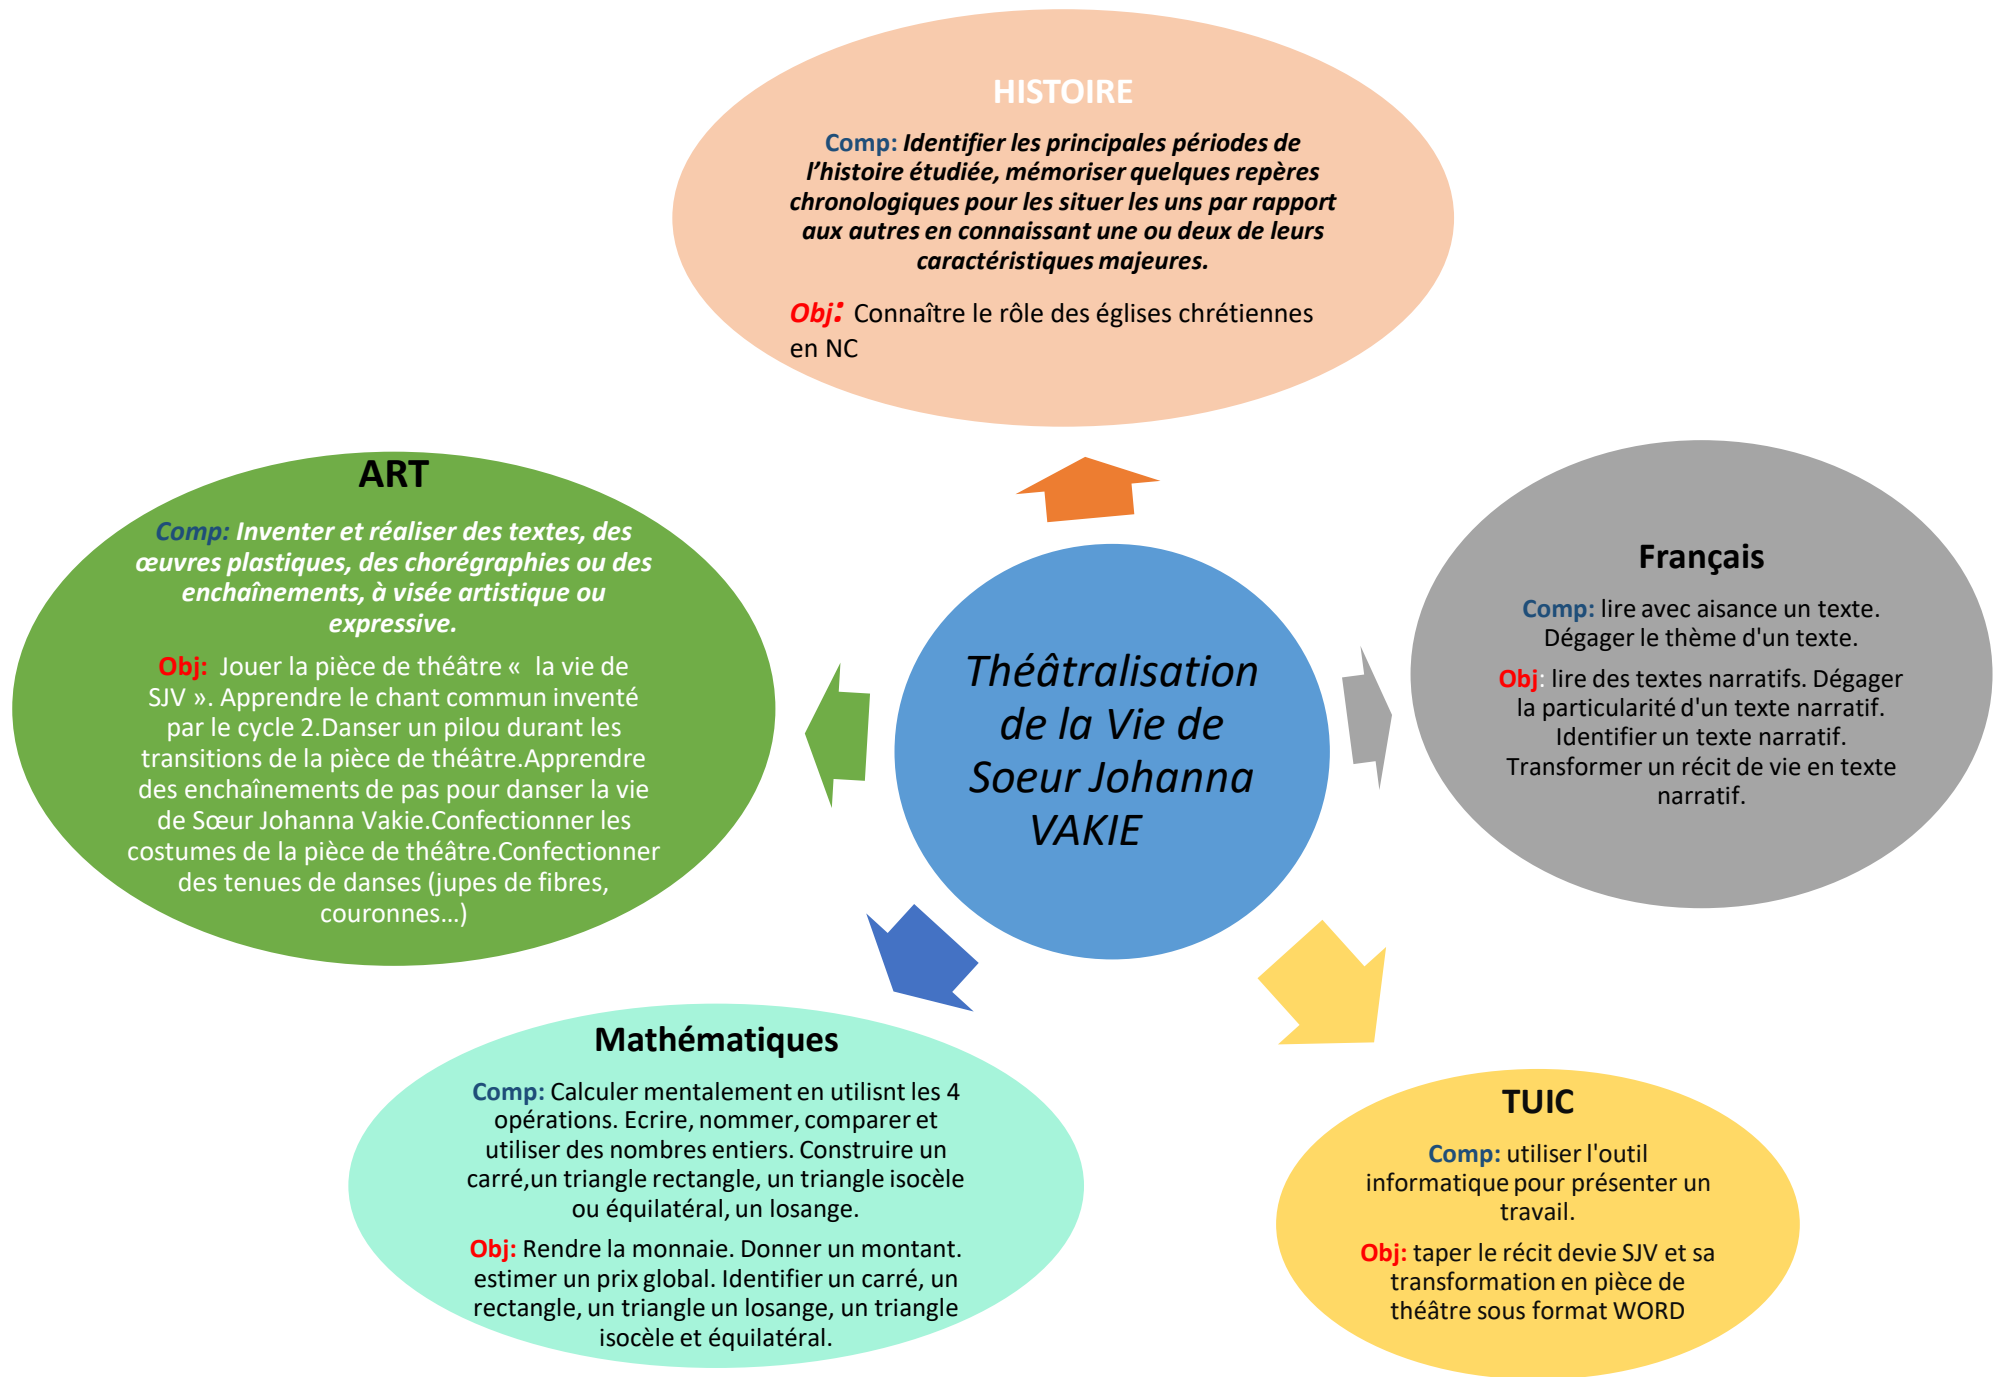 HISTOIRE
Comp: Identifier les principales périodes de
l’histoire étudiée, mémoriser quelques repères
chronologiques pour les situer les uns par rapport
aux autres en connaissant une ou deux de leurs
caractéristiques majeures.
Obj: Connaître le rôle des églises chrétiennes
en NC
ART
Comp: Inventer et réaliser des textes, des
œuvres plastiques, des chorégraphies ou des
enchaînements, à visée artistique ou
expressive.
Obj: Jouer la pièce de théâtre « la vie de
SJV ». Apprendre le chant commun inventé
par le cycle 2.Danser un pilou durant les
transitions de la pièce de théâtre.Apprendre
des enchaînements de pas pour danser la vie
de Sœur Johanna Vakie.Confectionner les
costumes de la pièce de théâtre.Confectionner
des tenues de danses (jupes de fibres,
couronnes...)
Théâtralisation
de la Vie de
Soeur Johanna
VAKIE
Français
Comp: lire avec aisance un texte.
Dégager le thème d'un texte.
Obj: lire des textes narratifs. Dégager
la particularité d'un texte narratif.
Identifier un texte narratif.
Transformer un récit de vie en texte
narratif.
Mathématiques
Comp: Calculer mentalement en utilisnt les 4
opérations. Ecrire, nommer, comparer et
utiliser des nombres entiers. Construire un
carré,un triangle rectangle, un triangle isocèle
ou équilatéral, un losange.
Obj: Rendre la monnaie. Donner un montant.
estimer un prix global. Identifier un carré, un
rectangle, un triangle un losange, un triangle
isocèle et équilatéral.
TUIC
Comp: utiliser l'outil
informatique pour présenter un
travail.
Obj: taper le récit devie SJV et sa
transformation en pièce de
théâtre sous format WORD